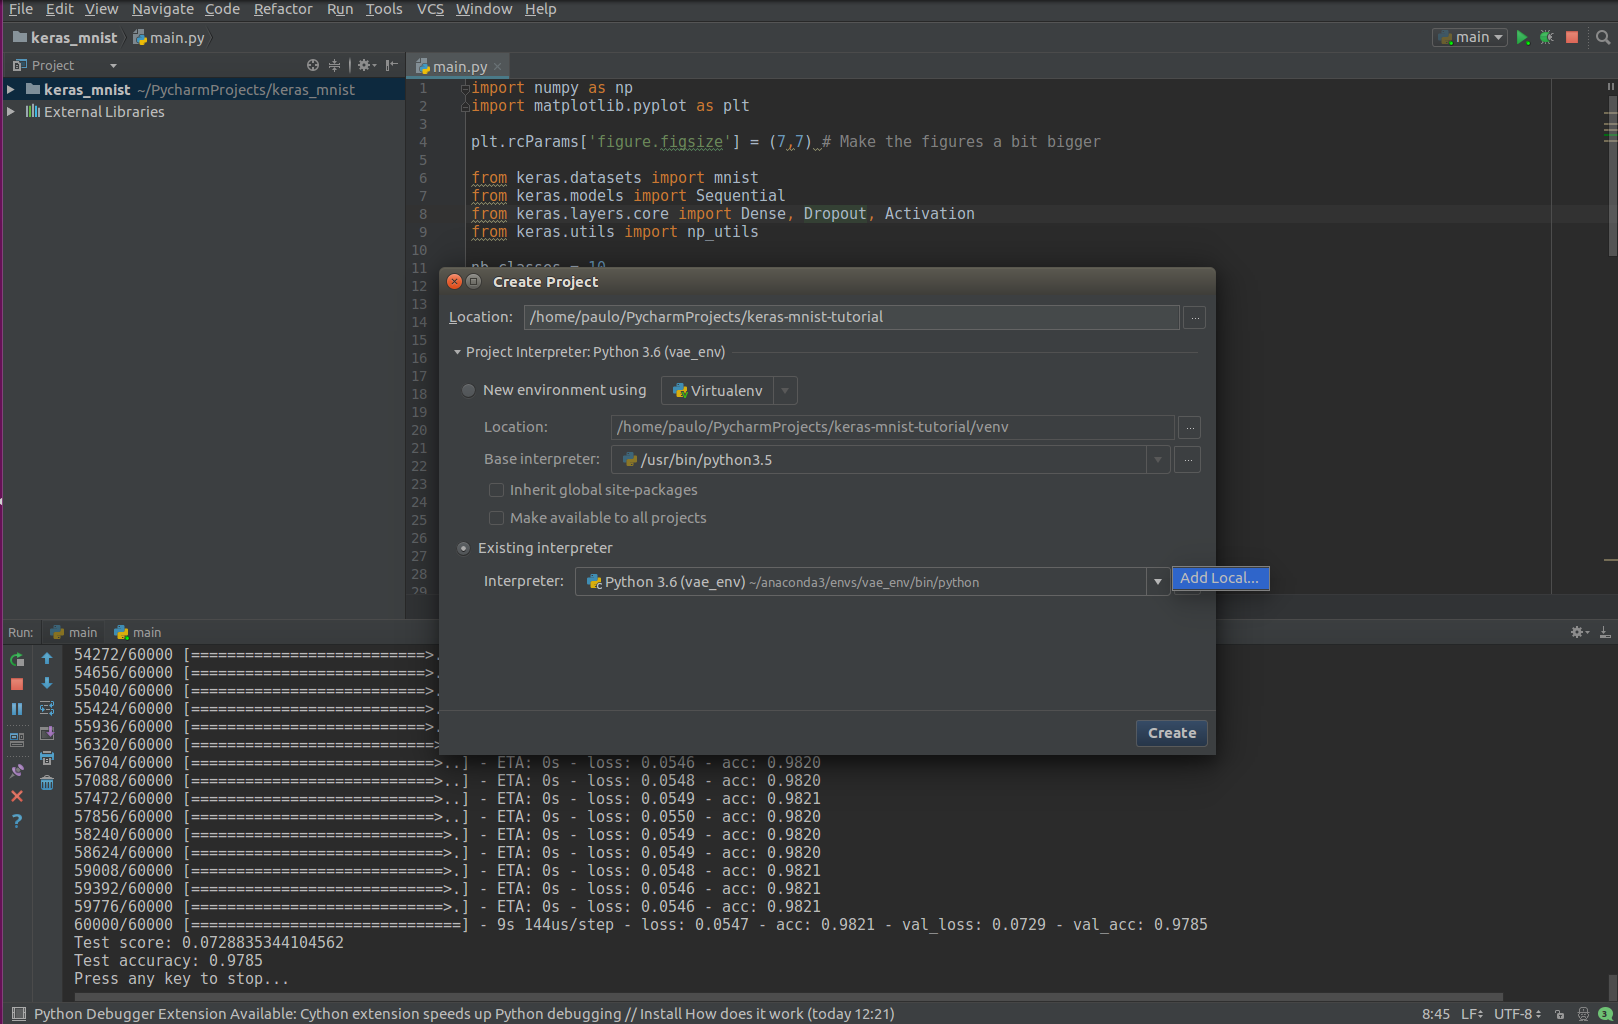 File Edit View Navigate Code Refactor Run Tools VCS Window Help
keras_mnist main.py
main
Project
main.py
keras_mnist ~/PycharmProjects/keras_mnist
External Libraries
1 import numpy as np
2 import matplotlib.pyplot as plt
3
4 plt.rcParams['figure.figsize'] = (7,7) # Make the figures a bit bigger
5
6 from keras.datasets import mnist
7 from keras.models import Sequential
8 from keras.layers.core import Dense, Dropout, Activation
9 from keras.utils import np_utils
10
11 nb_classes = 10
12
13
14
15
16
17
18
19
20
21
22
23
24
25
26
27
28
29
Create Project
Location: /home/paulo/PycharmProjects/keras-mnist-tutorial ...
Project Interpreter: Python 3.6 (vae_env)
New environment using Virtualenv
Location: /home/paulo/PycharmProjects/keras-mnist-tutorial/venv ...
Base interpreter: /usr/bin/python3.5 ...
Inherit global site-packages
Make available to all projects
Existing interpreter
Interpreter: Python 3.6 (vae_env) ~/anaconda3/envs/vae_env/bin/python
Add Local...
Create
Run: main main
54272/60000 [==========================>.
54656/60000 [==========================>.
55040/60000 [==========================>.
55424/60000 [==========================>.
55936/60000 [==========================>.
56320/60000 [===========================>
56704/60000 [===========================>..] - ETA: 0s - loss: 0.0546 - acc: 0.9820
57088/60000 [===========================>..] - ETA: 0s - loss: 0.0548 - acc: 0.9820
57472/60000 [===========================>..] - ETA: 0s - loss: 0.0549 - acc: 0.9821
57856/60000 [===========================>..] - ETA: 0s - loss: 0.0550 - acc: 0.9820
58240/60000 [============================>.] - ETA: 0s - loss: 0.0549 - acc: 0.9820
58624/60000 [============================>.] - ETA: 0s - loss: 0.0549 - acc: 0.9820
59008/60000 [============================>.] - ETA: 0s - loss: 0.0548 - acc: 0.9821
59392/60000 [============================>.] - ETA: 0s - loss: 0.0546 - acc: 0.9821
59776/60000 [============================>.] - ETA: 0s - loss: 0.0546 - acc: 0.9821
60000/60000 [==============================] - 9s 144us/step - loss: 0.0547 - acc: 0.9821 - val_loss: 0.0729 - val_acc: 0.9785
Test score: 0.0728835344104562
Test accuracy: 0.9785
Press any key to stop...
Python Debugger Extension Available: Cython extension speeds up Python debugging // Install How does it work (today 12:21) 8:45 LF UTF-8 3